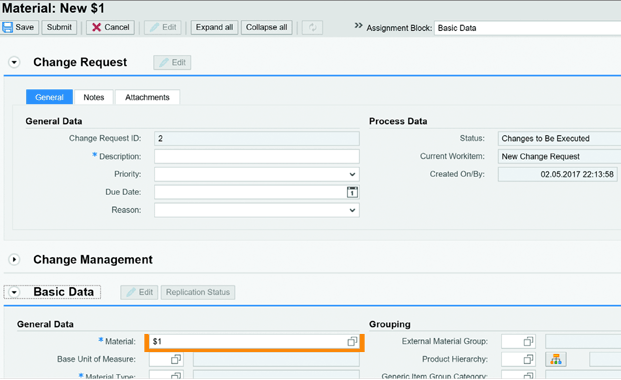 Material: New $1
Save Submit Cancel Edit Expand all Collapse all >> Assignment Block: Basic Data
Change Request Edit
General Notes Attachments
General Data
Change Request ID: 2
* Description:
Priority:
Due Date: 1
Reason:
Process Data
Status: Changes to Be Executed
Current Workitem: New Change Request
Created On/By: 02.05.2017 22:13:58
Change Management
Basic Data Edit Replication Status
General Data
* Material: $1
Base Unit of Measure:
* Material Type:
Grouping
External Material Group:
Product Hierarchy:
Generic Item Group Category: